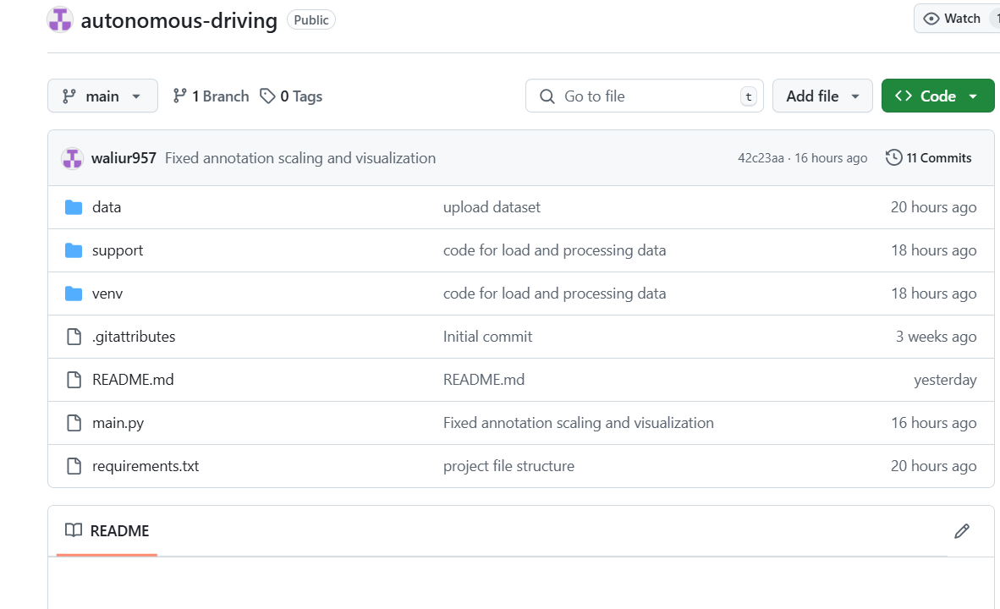 autonomous-driving Public Watch 1
main 1 Branch 0 Tags Go to file t Add file Code
waliur957 Fixed annotation scaling and visualization 42c23aa · 16 hours ago 11 Commits
data upload dataset 20 hours ago
support code for load and processing data 18 hours ago
venv code for load and processing data 18 hours ago
.gitattributes Initial commit 3 weeks ago
README.md README.md yesterday
main.py Fixed annotation scaling and visualization 16 hours ago
requirements.txt project file structure 20 hours ago
README